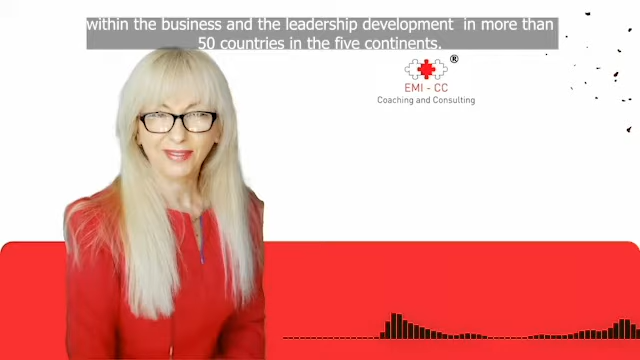 within the business and the leadership development in more than
50 countries in the five continents.
®
EMI - CC
Coaching and Consulting